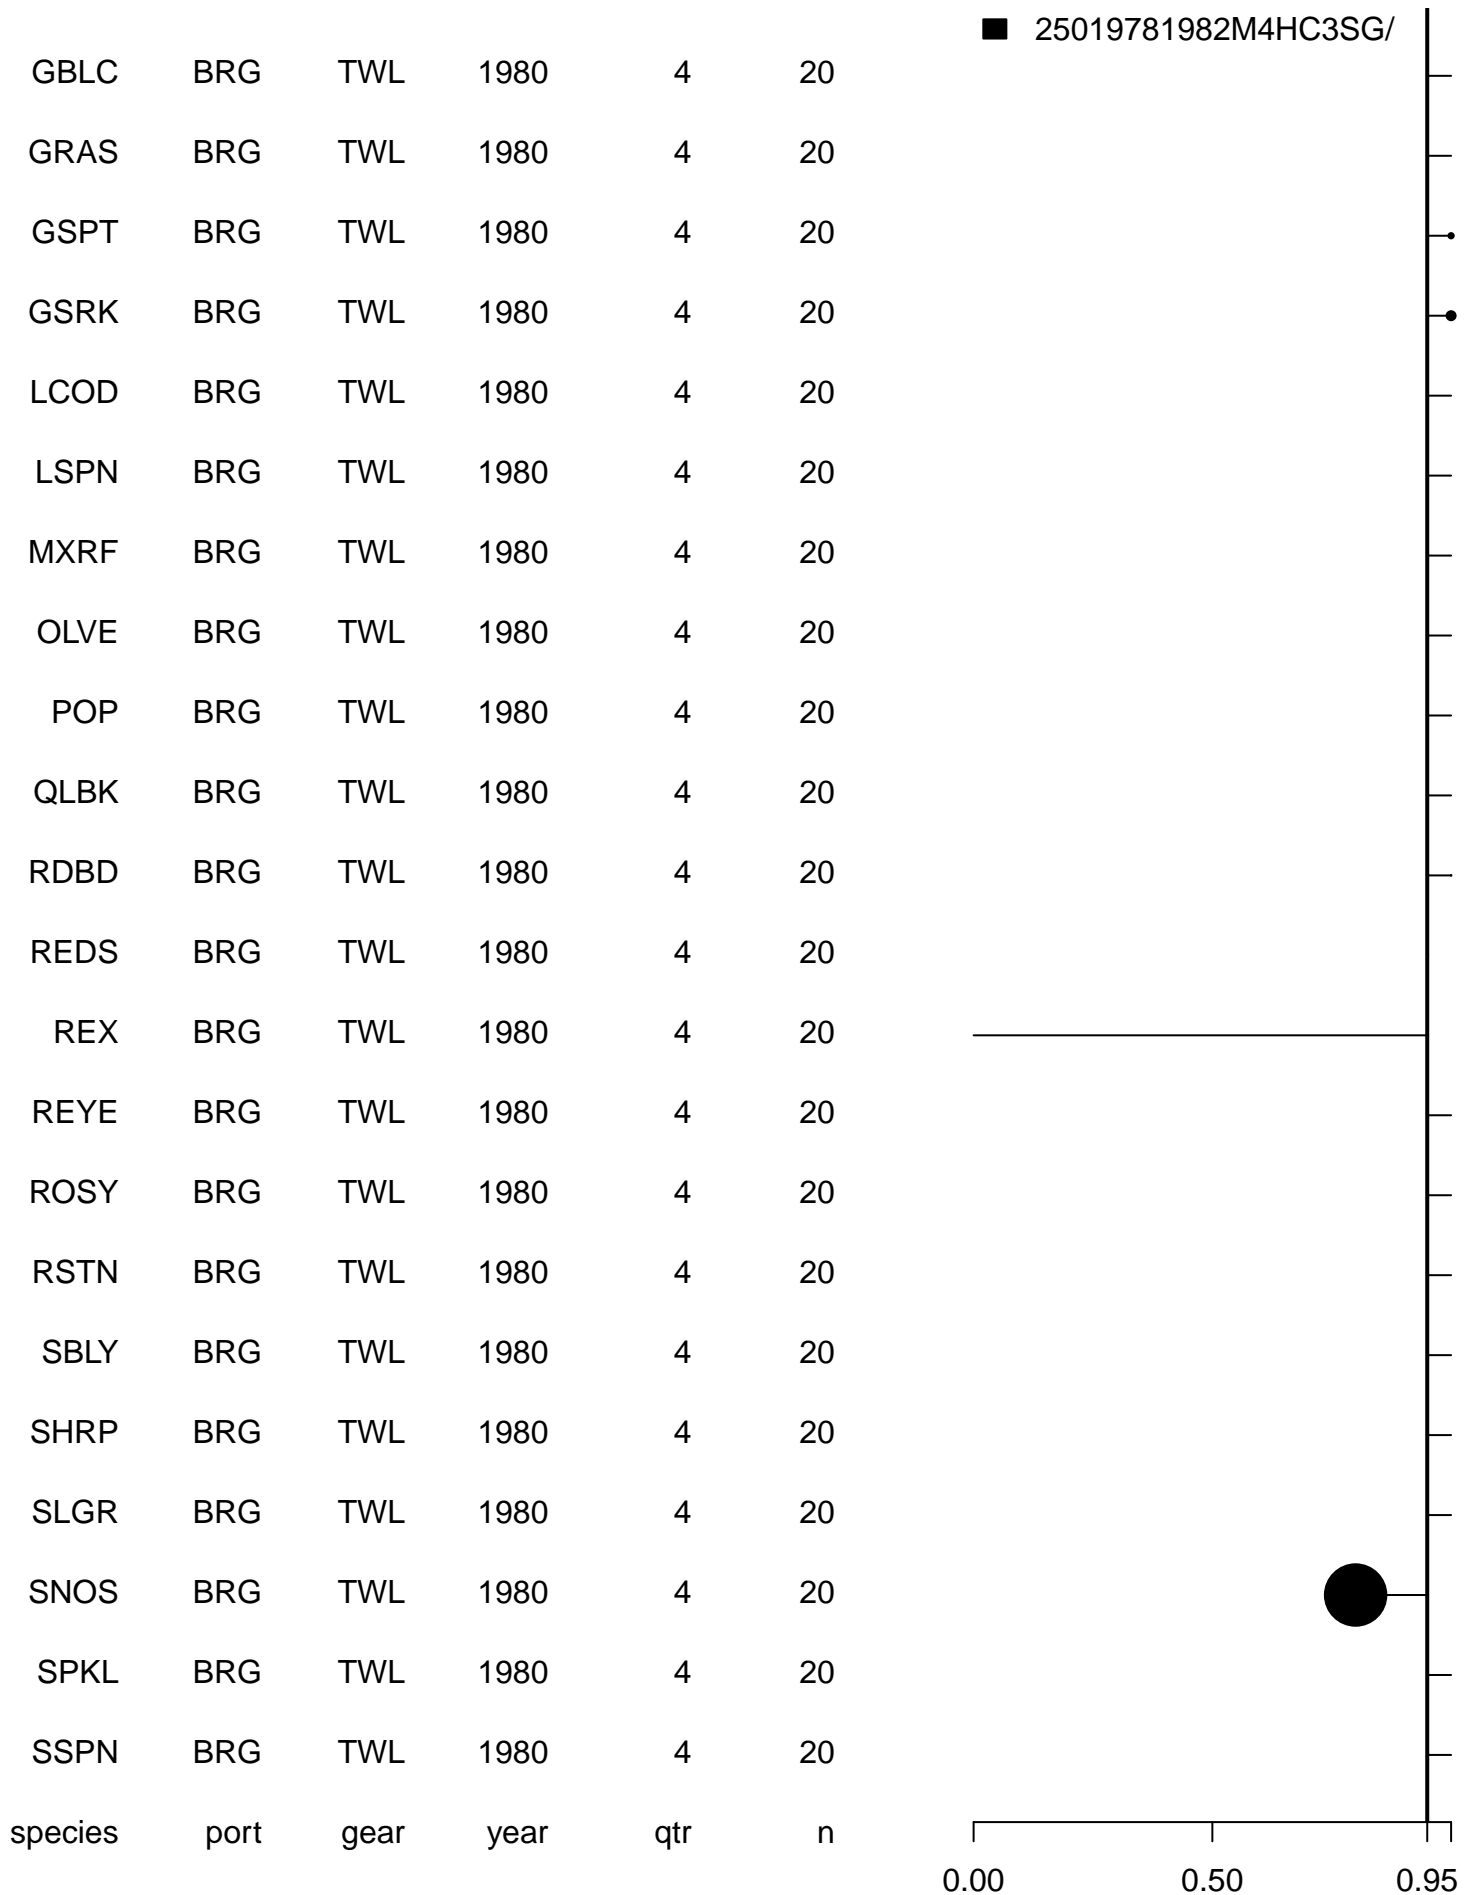 25019781982M4HC3SG/
GBLC BRG TWL 1980 4 20
GRAS BRG TWL 1980 4 20
GSPT BRG TWL 1980 4 20
GSRK BRG TWL 1980 4 20
LCOD BRG TWL 1980 4 20
LSPN BRG TWL 1980 4 20
MXRF BRG TWL 1980 4 20
OLVE BRG TWL 1980 4 20
POP BRG TWL 1980 4 20
QLBK BRG TWL 1980 4 20
RDBD BRG TWL 1980 4 20
REDS BRG TWL 1980 4 20
REX BRG TWL 1980 4 20
REYE BRG TWL 1980 4 20
ROSY BRG TWL 1980 4 20
RSTN BRG TWL 1980 4 20
SBLY BRG TWL 1980 4 20
SHRP BRG TWL 1980 4 20
SLGR BRG TWL 1980 4 20
SNOS BRG TWL 1980 4 20
SPKL BRG TWL 1980 4 20
SSPN BRG TWL 1980 4 20
species port gear year qtr n
0.00 0.50 0.95